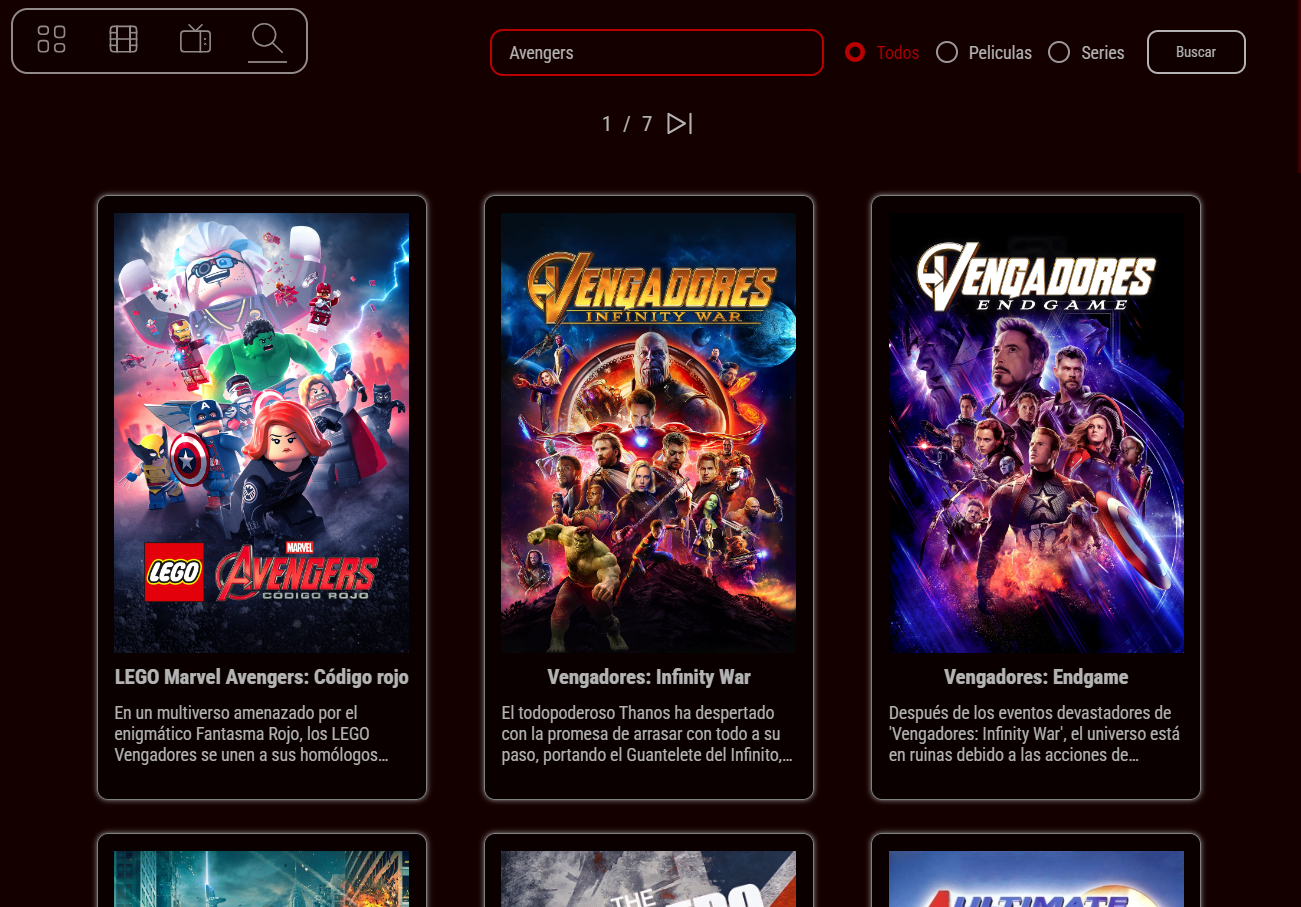 Avengers
Todos
Peliculas
Series
Buscar
1 / 7
LEGO
MARVEL
AVENGERS
CÓDIGO ROJO
LEGO Marvel Avengers: Código rojo
En un multiverso amenazado por el
enigmático Fantasma Rojo, los LEGO
Vengadores se unen a sus homólogos...
VENGADORES
INFINITY WAR
Vengadores: Infinity War
El todopoderoso Thanos ha despertado
con la promesa de arrasar con todo a su
paso, portando el Guantelete del Infinito,...
VENGADORES
ENDGAME
Vengadores: Endgame
Después de los eventos devastadores de
'Vengadores: Infinity War', el universo está
en ruinas debido a las acciones de...
THE
ULTIMATE